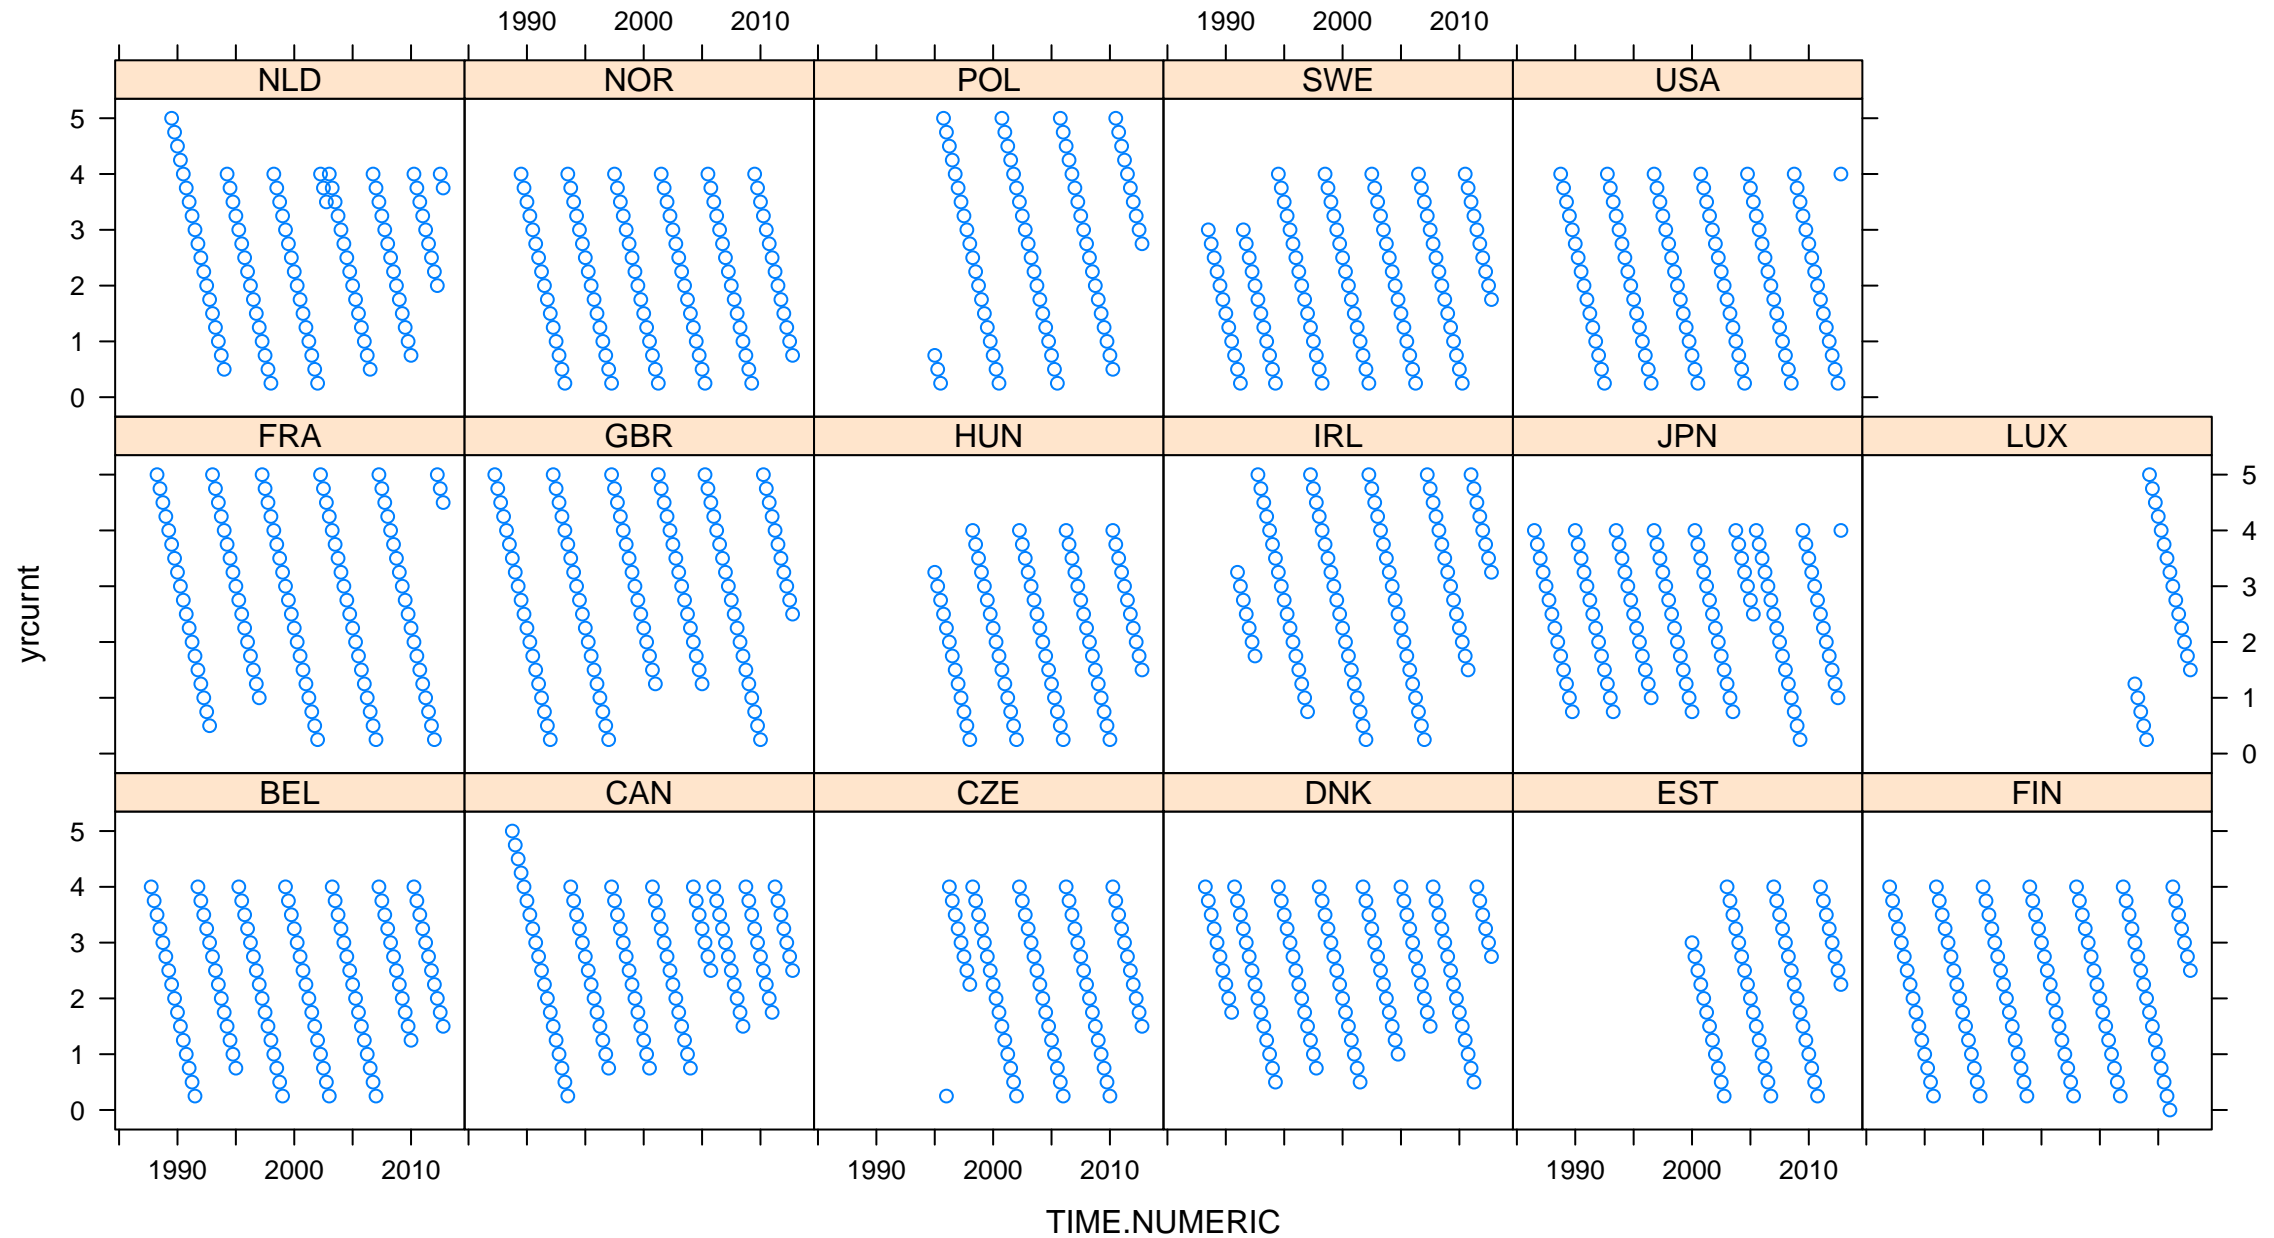 1990 2000 2010 1990 2000 2010
NLD NOR POL SWE USA
5
4
3
2
1
0
FRA GBR HUN IRL JPN LUX
5
4
3
2
1
0
yrcurnt
BEL CAN CZE DNK EST FIN
5
4
3
2
1
0
1990 2000 2010 1990 2000 2010 1990 2000 2010
TIME.NUMERIC